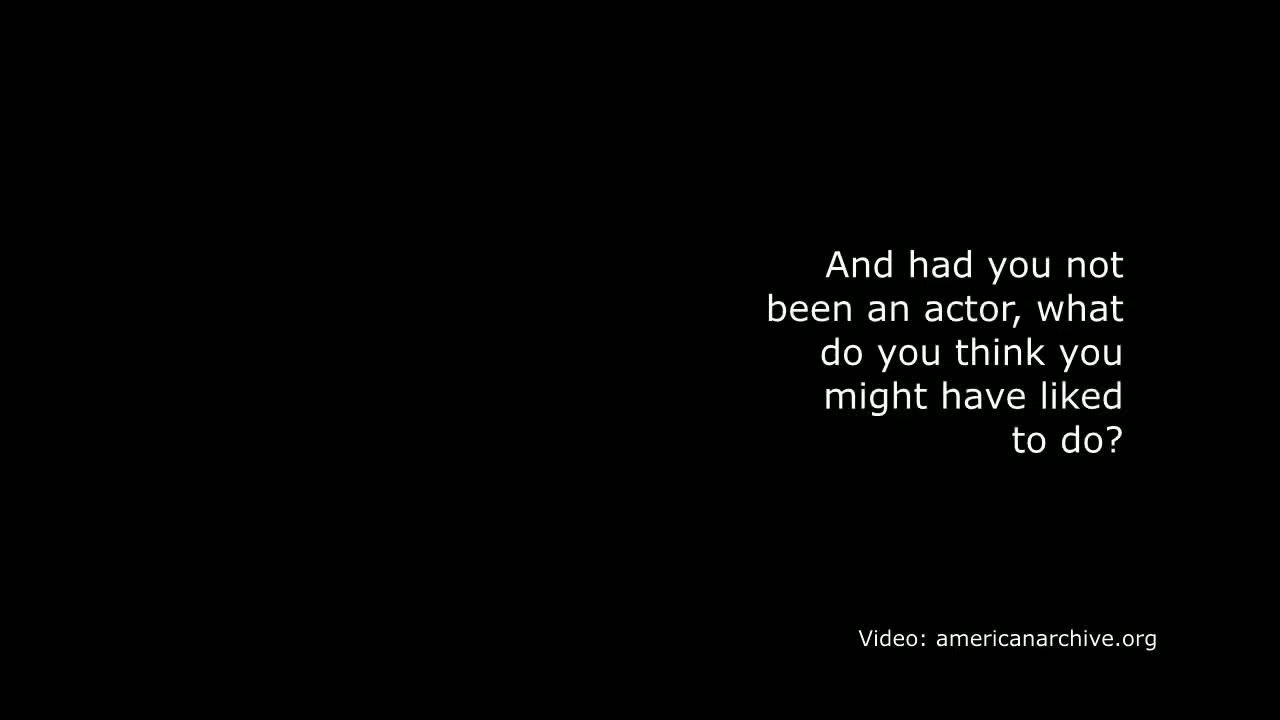 And had you not
been an actor, what
do you think you
might have liked
to do?
Video: americanarchive.org